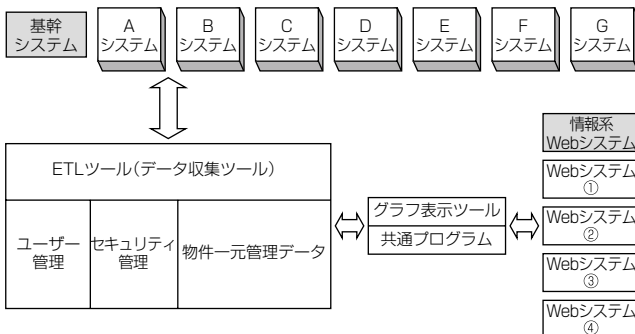 基幹
システム
A
システム
B
システム
C
システム
D
システム
E
システム
F
システム
G
システム
ETLツール(データ収集ツール)
ユーザー
管理
セキュリティ
管理
物件一元管理データ
グラフ表示ツール
共通プログラム
情報系
Webシステム
Webシステム
①
Webシステム
②
Webシステム
③
Webシステム
④